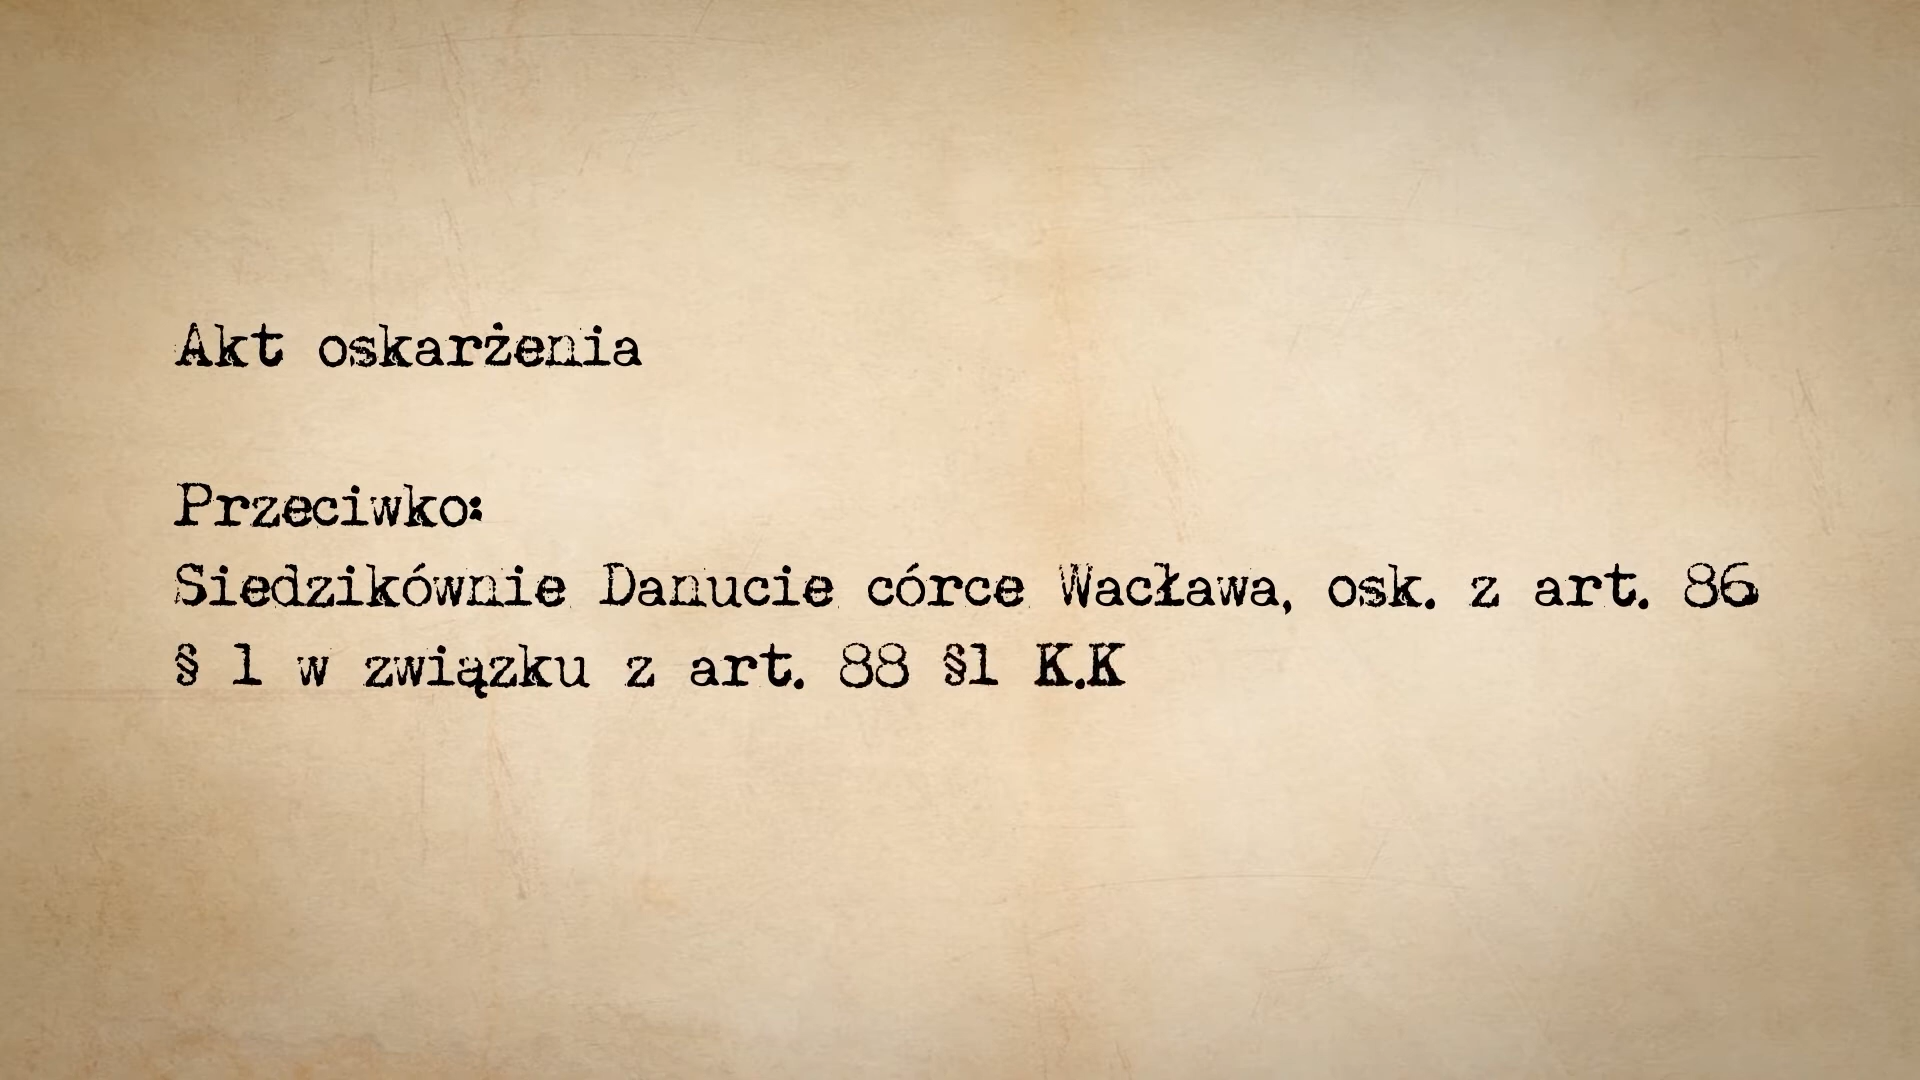 Akt oskarżenia
Przeciwko:
Siedzikównie Danucie córce Wacława, osk. z art. 86
§ 1 w związku z art. 88 §1 K.K